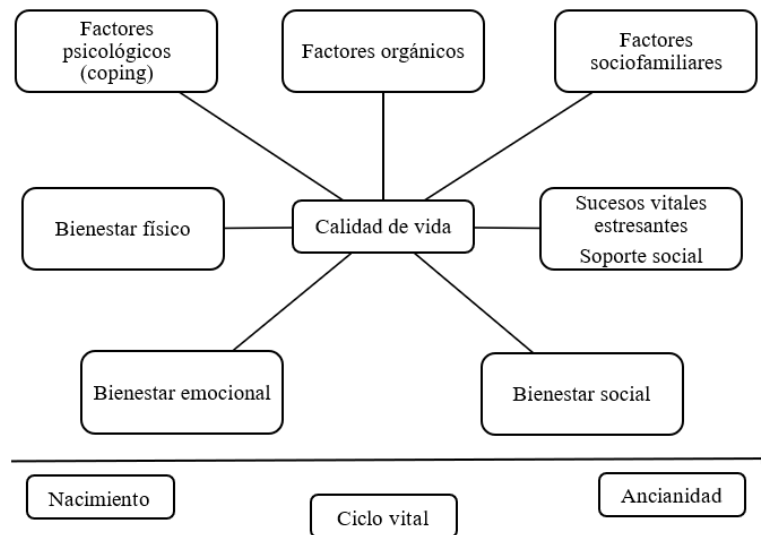 Factores
psicológicos
(coping)
Factores orgánicos
Factores
sociofamiliares
Bienestar físico
Calidad de vida
Sucesos vitales
estresantes
Soporte social
Bienestar emocional
Bienestar social
Nacimiento
Ciclo vital
Ancianidad